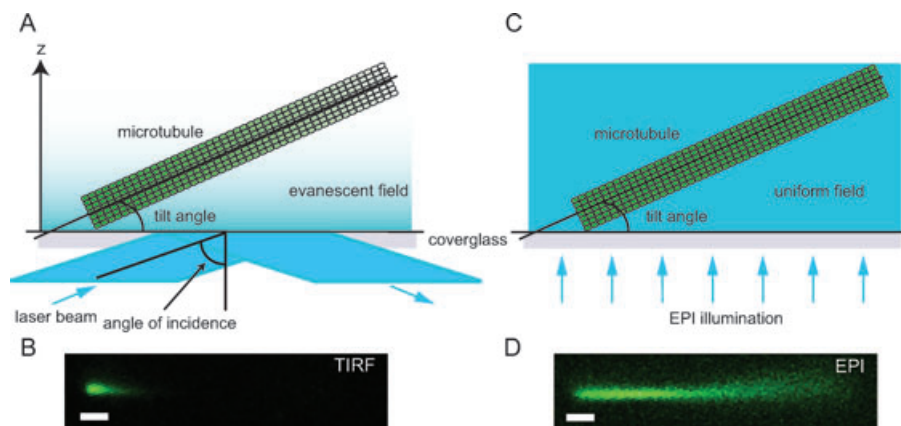 A
z
microtubule
evanescent field
tilt angle
coverglass
laser beam
angle of incidence
B
TIRF
C
microtubule
uniform field
tilt angle
EPI illumination
D
EPI